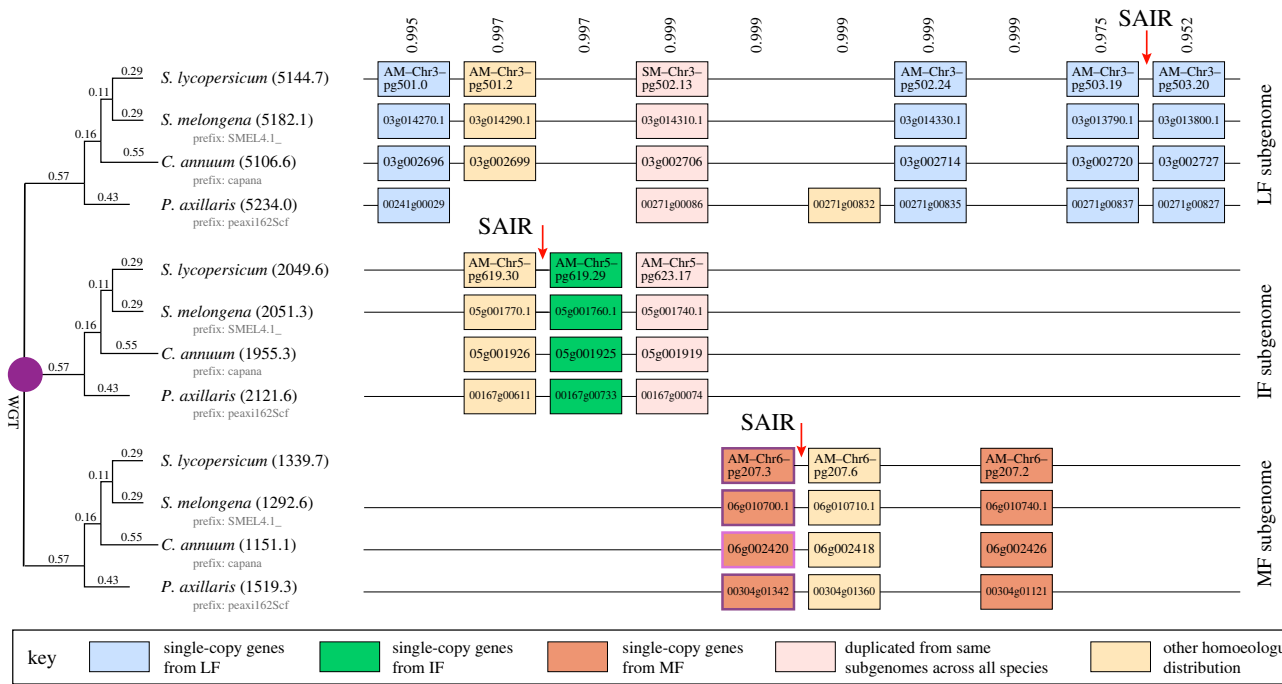 0.995 0.997 0.997 0.999 0.999 0.999 0.999 0.999 0.975 SAIR 0.952
S. lycopersicum (5144.7)
AM–Chr3– AM–Chr3– SM–Chr3– AM–Chr3– AM–Chr3– AM–Chr3–
pg501.0 pg501.2 pg502.13 pg502.24 pg503.19 pg503.20
0.29
0.11
0.29
S. melongena (5182.1) 03g014270.1 03g014290.1 03g014310.1 03g014330.1 03g013790.1 03g013800.1
prefix: SMEL4.1_
0.16
0.55
C. annuum (5106.6) 03g002696 03g002699 03g002706 03g002714 03g002720 03g002727
prefix: capana
0.57
0.43
P. axillaris (5234.0) 00241g00029 00271g00086 00271g00832 00271g00835 00271g00837 00271g00827
prefix: peaxi162Scf
LF subgenome
SAIR
S. lycopersicum (2049.6)
AM–Chr5– AM–Chr5– AM–Chr5–
pg619.30 pg619.29 pg623.17
0.29
0.11
0.29
S. melongena (2051.3) 05g001770.1 05g001760.1 05g001740.1
prefix: SMEL4.1_
0.16
0.55
C. annuum (1955.3) 05g001926 05g001925 05g001919
prefix: capana
0.57
0.43
P. axillaris (2121.6) 00167g00611 00167g00733 00167g00074
prefix: peaxi162Scf
IF subgenome
WGT
SAIR
S. lycopersicum (1339.7)
AM–Chr6– AM–Chr6– AM–Chr6–
pg207.3 pg207.6 pg207.2
0.29
0.11
0.29
S. melongena (1292.6) 06g010700.1 06g010710.1 06g010740.1
prefix: SMEL4.1_
0.16
0.55
C. annuum (1151.1) 06g002420 06g002418 06g002426
prefix: capana
0.57
0.43
P. axillaris (1519.3) 00304g01342 00304g01360 00304g01121
prefix: peaxi162Scf
MF subgenome
key
single-copy genes
from LF
single-copy genes
from IF
single-copy genes
from MF
duplicated from same
subgenomes across all species
other homoeologu
distribution